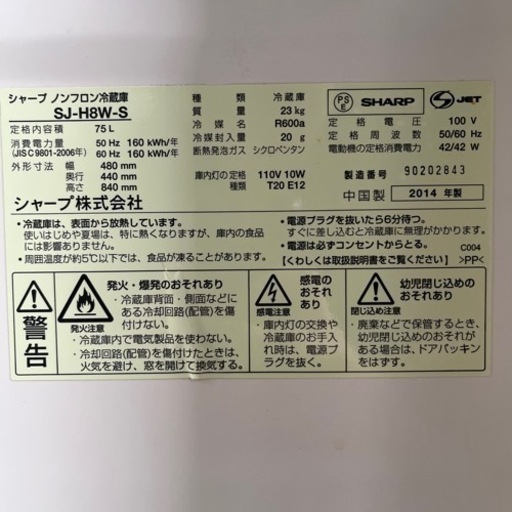 シャープ ノンフロン冷蔵庫
SJ-H8W-S
定格内容積 75 L
消費電力量 50 Hz 160 kWh/年
(JIS C 9801-2006年) 60 Hz 160 kWh/年
外形寸法 幅 480 mm
奥行 440 mm
高さ 840 mm
シャープ株式会社
種類 冷蔵庫
質量 23 kg
冷媒名 R600a
冷媒封入量 20 g
断熱発泡ガス シクロペンタン
庫内灯の定格 110V 10W
種類 T20 E12
PS
E
SHARP
S JET
定格電圧 100 V
定格周波数 50/60 Hz
電動機の定格消費電力 42/42 W
製造番号 90202843
中国製 2014 年製
・冷蔵庫は、表面から放熱しています。
使いはじめや夏場は、特に熱くなりますが、庫内の食品
には影響ありません。
・周囲温度が約5℃以下では、食品が凍ることがあります。
・電源プラグを抜いたら6分待つ。
すぐに差し込むと冷蔵庫に無理がかかります。
・電源は必ずコンセントからとる。 C004
【くわしくは取扱説明書をご覧ください。】 >PP<
警告
発火・爆発のおそれあり
発火注意
・冷蔵庫背面・側面などに
ある冷却回路(配管)を傷
付けない。
・冷蔵庫内で電気製品を使わない。
・冷却回路(配管)を傷付けたときは、
火気を避け、窓を開けて換気する。
感電の
おそれ
あり
感電注意
・庫内灯の交換や
冷蔵庫のお手入
れ時は、電源プ
ラグを抜く。
幼児閉じ込めの
おそれあり
閉じ込め注意
・廃棄などで保管するとき、
幼児閉じ込めのおそれが
あります、ドアパッキン
をはずす。